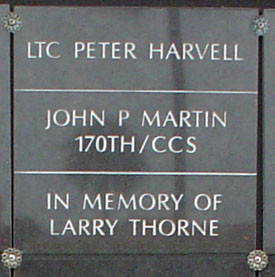 LTC PETER HARVELL
JOHN P MARTIN
170TH/CCS
IN MEMORY OF
LARRY THORNE